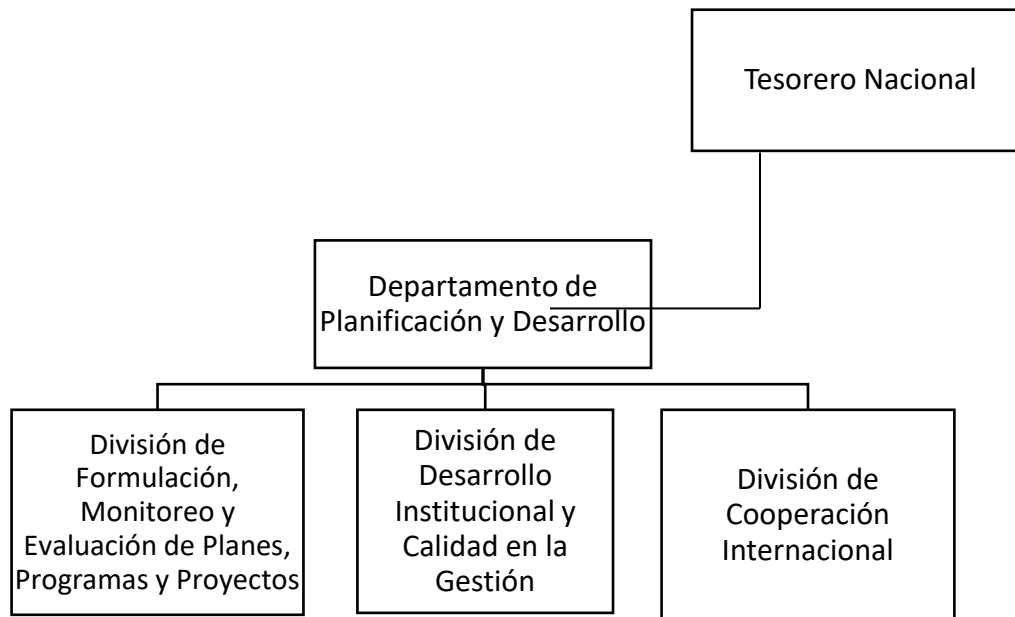 Tesorero Nacional
Departamento de
Planificación y Desarrollo
División de
Formulación,
Monitoreo y
Evaluación de Planes,
Programas y Proyectos
División de
Desarrollo
Institucional y
Calidad en la
Gestión
División de
Cooperación
Internacional